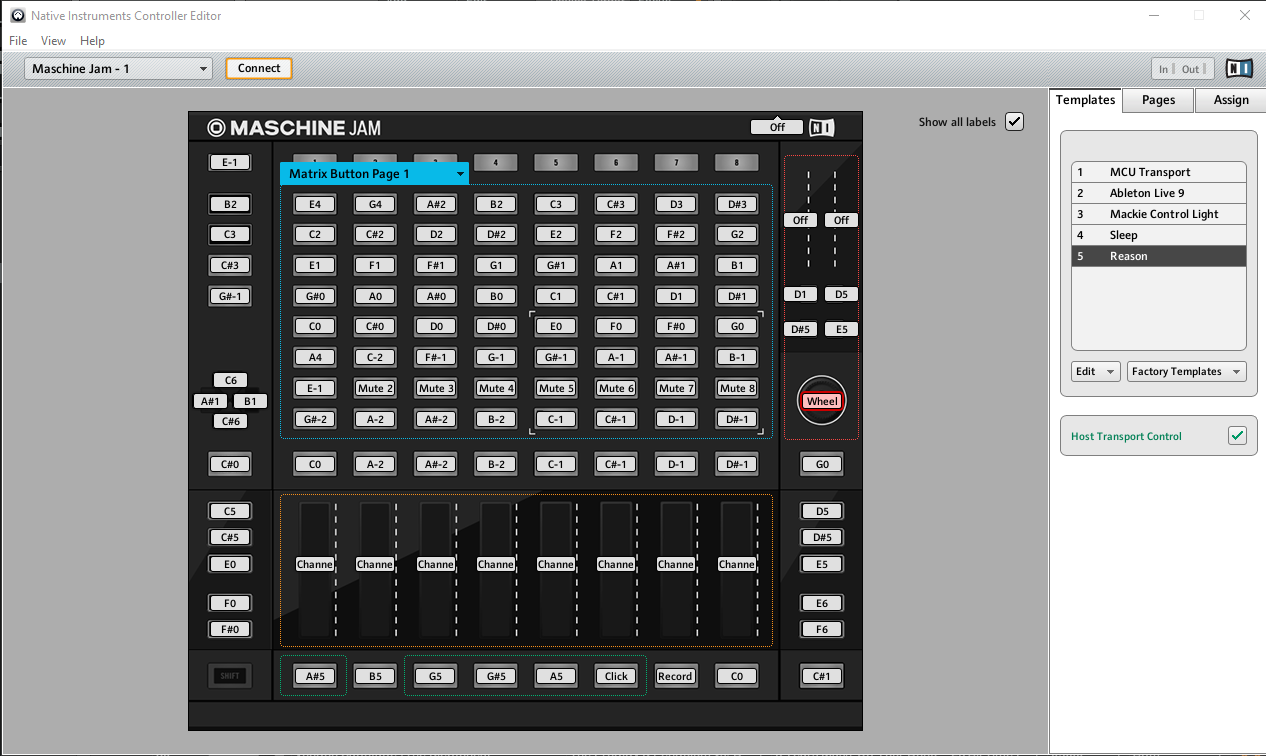 Native Instruments Controller Editor
File View Help
Maschine Jam - 1 Connect In Out NI
Templates Pages Assign
MASCHINE JAM Off NI Show all labels
E-1 4 5 6 7 8
Matrix Button Page 1
B2 E4 G4 A#2 B2 C3 C#3 D3 D#3
Off Off
C3 C2 C#2 D2 D#2 E2 F2 F#2 G2
C#3 E1 F1 F#1 G1 G#1 A1 A#1 B1
G#-1 G#0 A0 A#0 B0 C1 C#1 D1 D#1 D1 D5
C0 C#0 D0 D#0 E0 F0 F#0 G0 D#5 E5
A4 C-2 F#-1 G-1 G#-1 A-1 A#-1 B-1
C6
E-1 Mute 2 Mute 3 Mute 4 Mute 5 Mute 6 Mute 7 Mute 8
A#1 B1 Wheel
C#6 G#-2 A-2 A#-2 B-2 C-1 C#-1 D-1 D#-1
C#0 C0 A-2 A#-2 B-2 C-1 C#-1 D-1 D#-1 G0
C5 D5
C#5 D#5
E0 Channe Channe Channe Channe Channe Channe Channe Channe E5
F0 E6
F#0 F6
SHIFT A#5 B5 G5 G#5 A5 Click Record C0 C#1
1 MCU Transport
2 Ableton Live 9
3 Mackie Control Light
4 Sleep
5 Reason
Edit Factory Templates
Host Transport Control